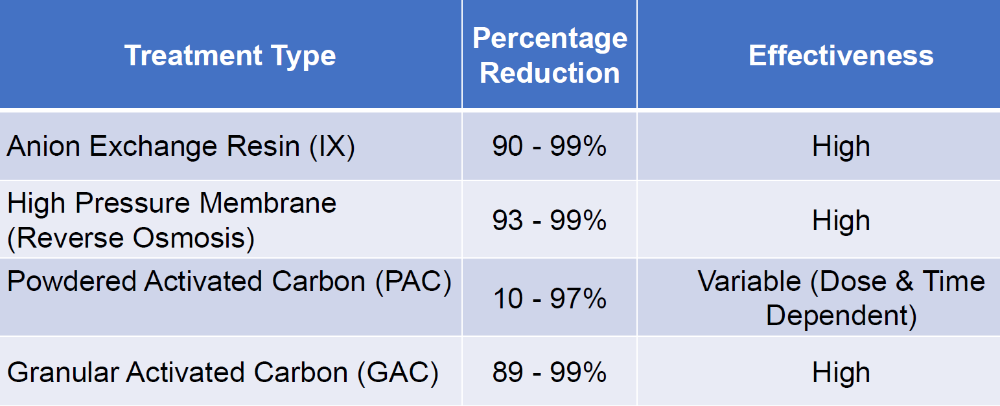 Treatment Type
Percentage
Reduction
Effectiveness
Anion Exchange Resin (IX)
90 - 99%
High
High Pressure Membrane
(Reverse Osmosis)
93 - 99%
High
Powdered Activated Carbon (PAC)
10 - 97%
Variable (Dose & Time
Dependent)
Granular Activated Carbon (GAC)
89 - 99%
High